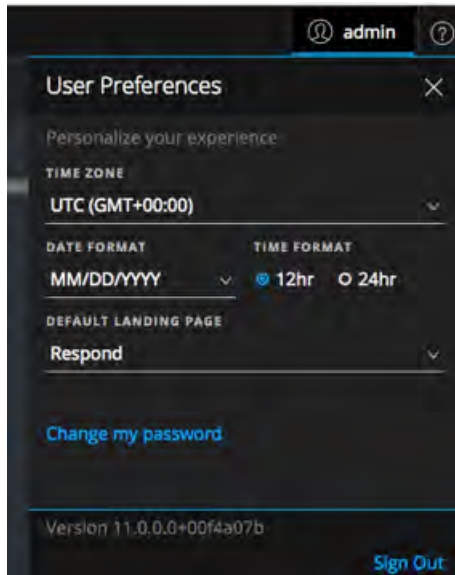 admin
User Preferences
Personalize your experience
TIME ZONE
UTC (GMT+00:00)
DATE FORMAT TIME FORMAT
MM/DD/YYYY 12hr 24hr
DEFAULT LANDING PAGE
Respond
Change my password
Version 11.0.0.0+00f4a07b
Sign Out